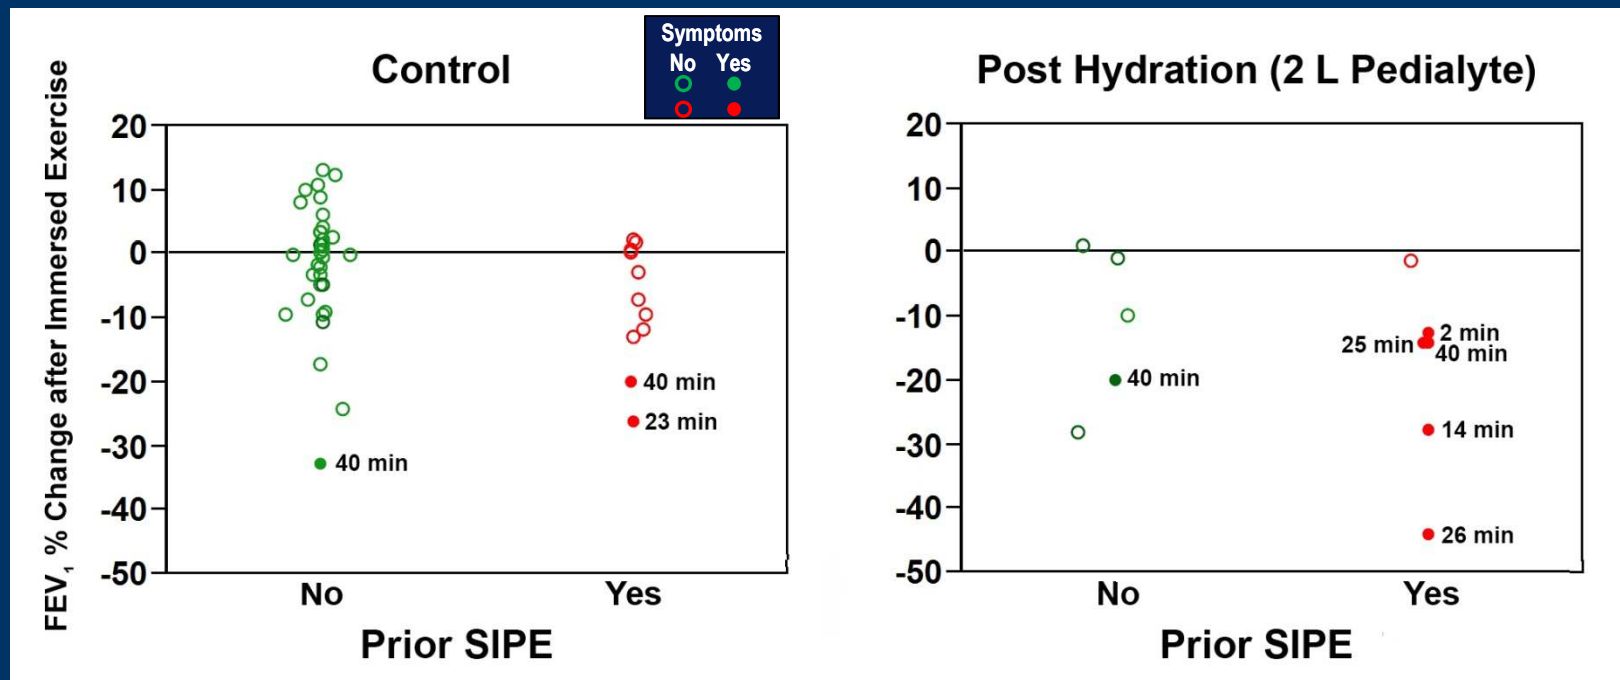 Symptoms
No Yes
Control
Post Hydration (2 L Pedialyte)
FEV₁ % Change after Immersed Exercise
20
10
0
-10
-20
-30
-40
-50
40 min
40 min
23 min
No Yes
Prior SIPE
20
10
0
-10
-20
-30
-40
-50
40 min
2 min
25 min
40 min
14 min
26 min
No Yes
Prior SIPE